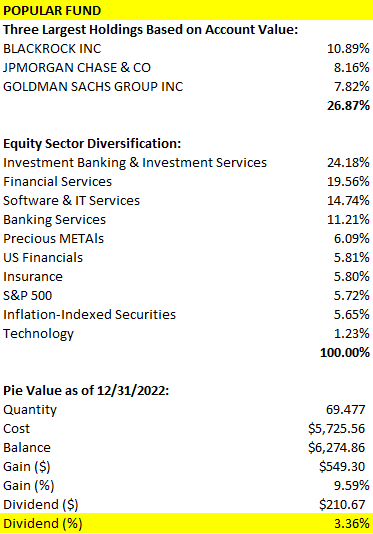 POPULAR FUND
Three Largest Holdings Based on Account Value:
BLACKROCK INC 10.89%
JPMORGAN CHASE & CO 8.16%
GOLDMAN SACHS GROUP INC 7.82%
26.87%
Equity Sector Diversification:
Investment Banking & Investment Services 24.18%
Financial Services 19.56%
Software & IT Services 14.74%
Banking Services 11.21%
Precious METAls 6.09%
US Financials 5.81%
Insurance 5.80%
S&P 500 5.72%
Inflation-Indexed Securities 5.65%
Technology 1.23%
100.00%
Pie Value as of 12/31/2022:
Quantity 69.477
Cost $5,725.56
Balance $6,274.86
Gain ($) $549.30
Gain (%) 9.59%
Dividend ($) $210.67
Dividend (%) 3.36%